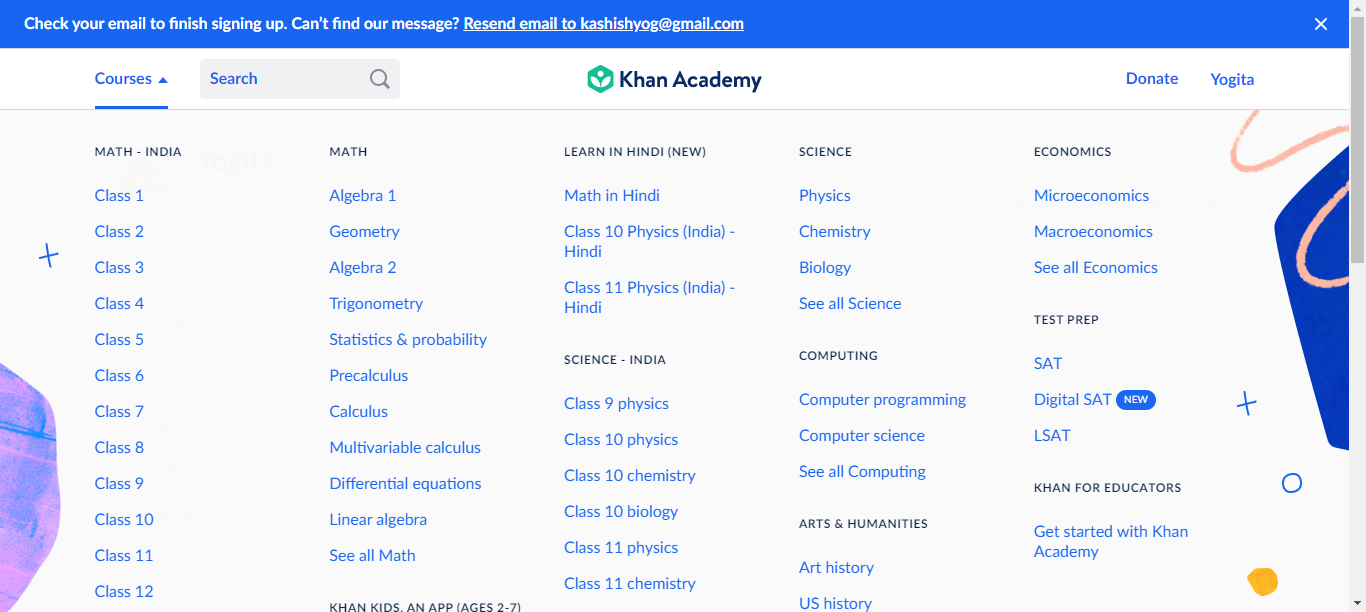 Check your email to finish signing up. Can’t find our message? Resend email to kashishyog@gmail.com
Courses
Search
Khan Academy
Donate
Yogita
MATH - INDIA
Class 1
Class 2
Class 3
Class 4
Class 5
Class 6
Class 7
Class 8
Class 9
Class 10
Class 11
Class 12
MATH
Algebra 1
Geometry
Algebra 2
Trigonometry
Statistics & probability
Precalculus
Calculus
Multivariable calculus
Differential equations
Linear algebra
See all Math
KHAN KIDS, AN APP (AGES 2-7)
LEARN IN HINDI (NEW)
Math in Hindi
Class 10 Physics (India) -
Hindi
Class 11 Physics (India) -
Hindi
SCIENCE - INDIA
Class 9 physics
Class 10 physics
Class 10 chemistry
Class 10 biology
Class 11 physics
Class 11 chemistry
SCIENCE
Physics
Chemistry
Biology
See all Science
COMPUTING
Computer programming
Computer science
See all Computing
ARTS & HUMANITIES
Art history
US history
ECONOMICS
Microeconomics
Macroeconomics
See all Economics
TEST PREP
SAT
Digital SAT NEW
LSAT
KHAN FOR EDUCATORS
Get started with Khan
Academy